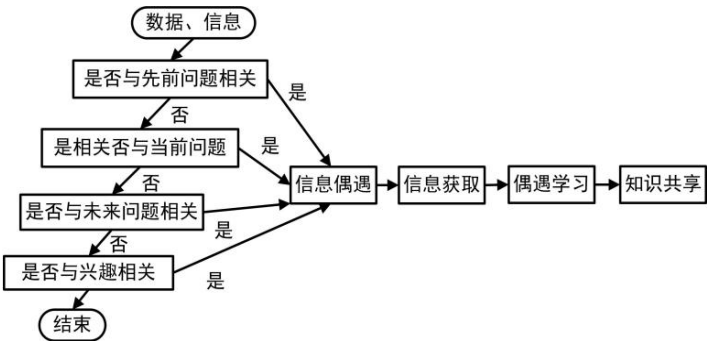 数据、信息
是否与先前问题相关
是
否
是相关否与当前问题
是
信息偶遇
信息获取
偶遇学习
知识共享
否
是否与未来问题相关
是
否
是否与兴趣相关
是
结束